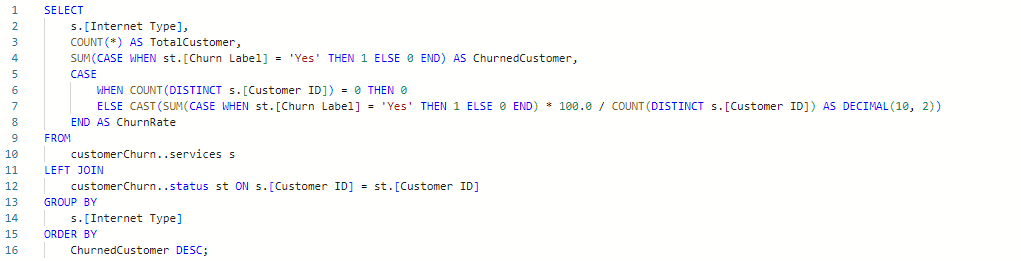 1 SELECT
2 s.[Internet Type],
3 COUNT(*) AS TotalCustomer,
4 SUM(CASE WHEN st.[Churn Label] = 'Yes' THEN 1 ELSE 0 END) AS ChurnedCustomer,
5 CASE
6 WHEN COUNT(DISTINCT s.[Customer ID]) = 0 THEN 0
7 ELSE CAST(SUM(CASE WHEN st.[Churn Label] = 'Yes' THEN 1 ELSE 0 END) * 100.0 / COUNT(DISTINCT s.[Customer ID]) AS DECIMAL(10, 2))
8 END AS ChurnRate
9 FROM
10 customerChurn..services s
11 LEFT JOIN
12 customerChurn..status st ON s.[Customer ID] = st.[Customer ID]
13 GROUP BY
14 s.[Internet Type]
15 ORDER BY
16 ChurnedCustomer DESC;